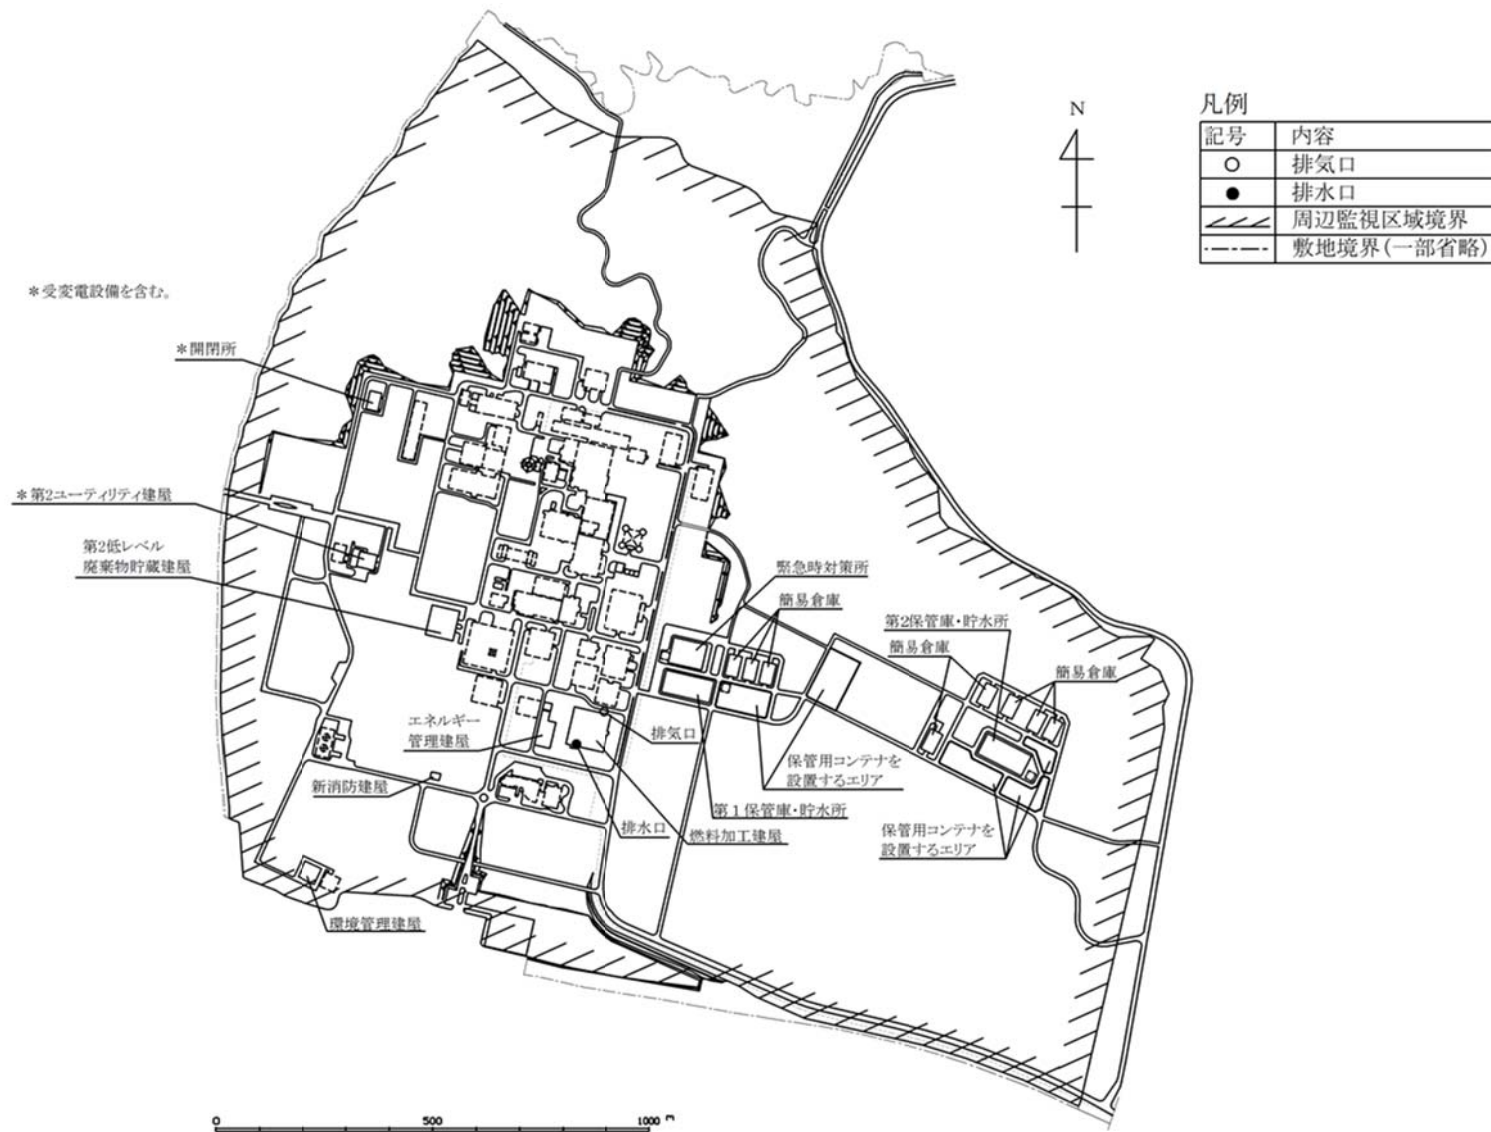 N
凡例
記号 内容
○ 排気口
● 排水口
周辺監視区域境界
敷地境界(一部省略)
＊受変電設備を含む。
＊開閉所
＊第2ユーティリティ建屋
第2低レベル
廃棄物貯蔵建屋
緊急時対策所
簡易倉庫
第2保管庫・貯水所
簡易倉庫
簡易倉庫
エネルギー
管理建屋
排気口
保管用コンテナを
設置するエリア
新消防建屋
第1保管庫・貯水所
排水口
燃料加工建屋
保管用コンテナを
設置するエリア
環境管理建屋
0 500 1000 m